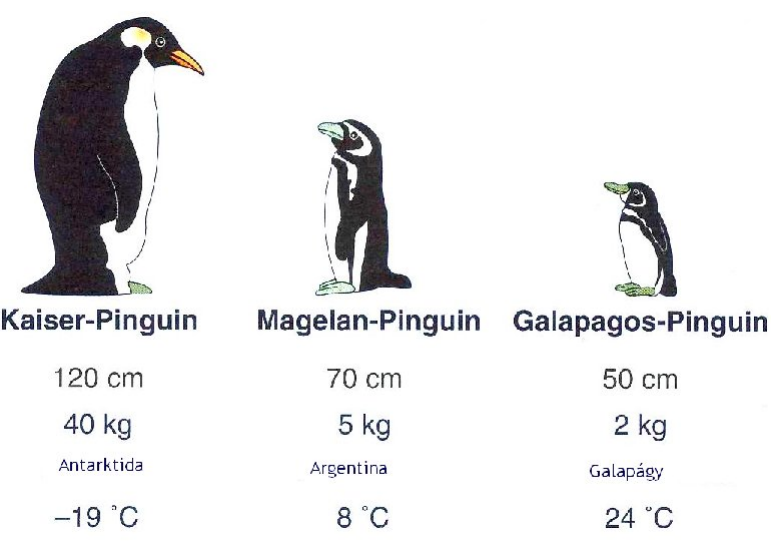 Kaiser-Pinguin Magelan-Pinguin Galapagos-Pinguin
120 cm 70 cm 50 cm
40 kg 5 kg 2 kg
Antarktida Argentina Galapágy
–19 °C 8 °C 24 °C